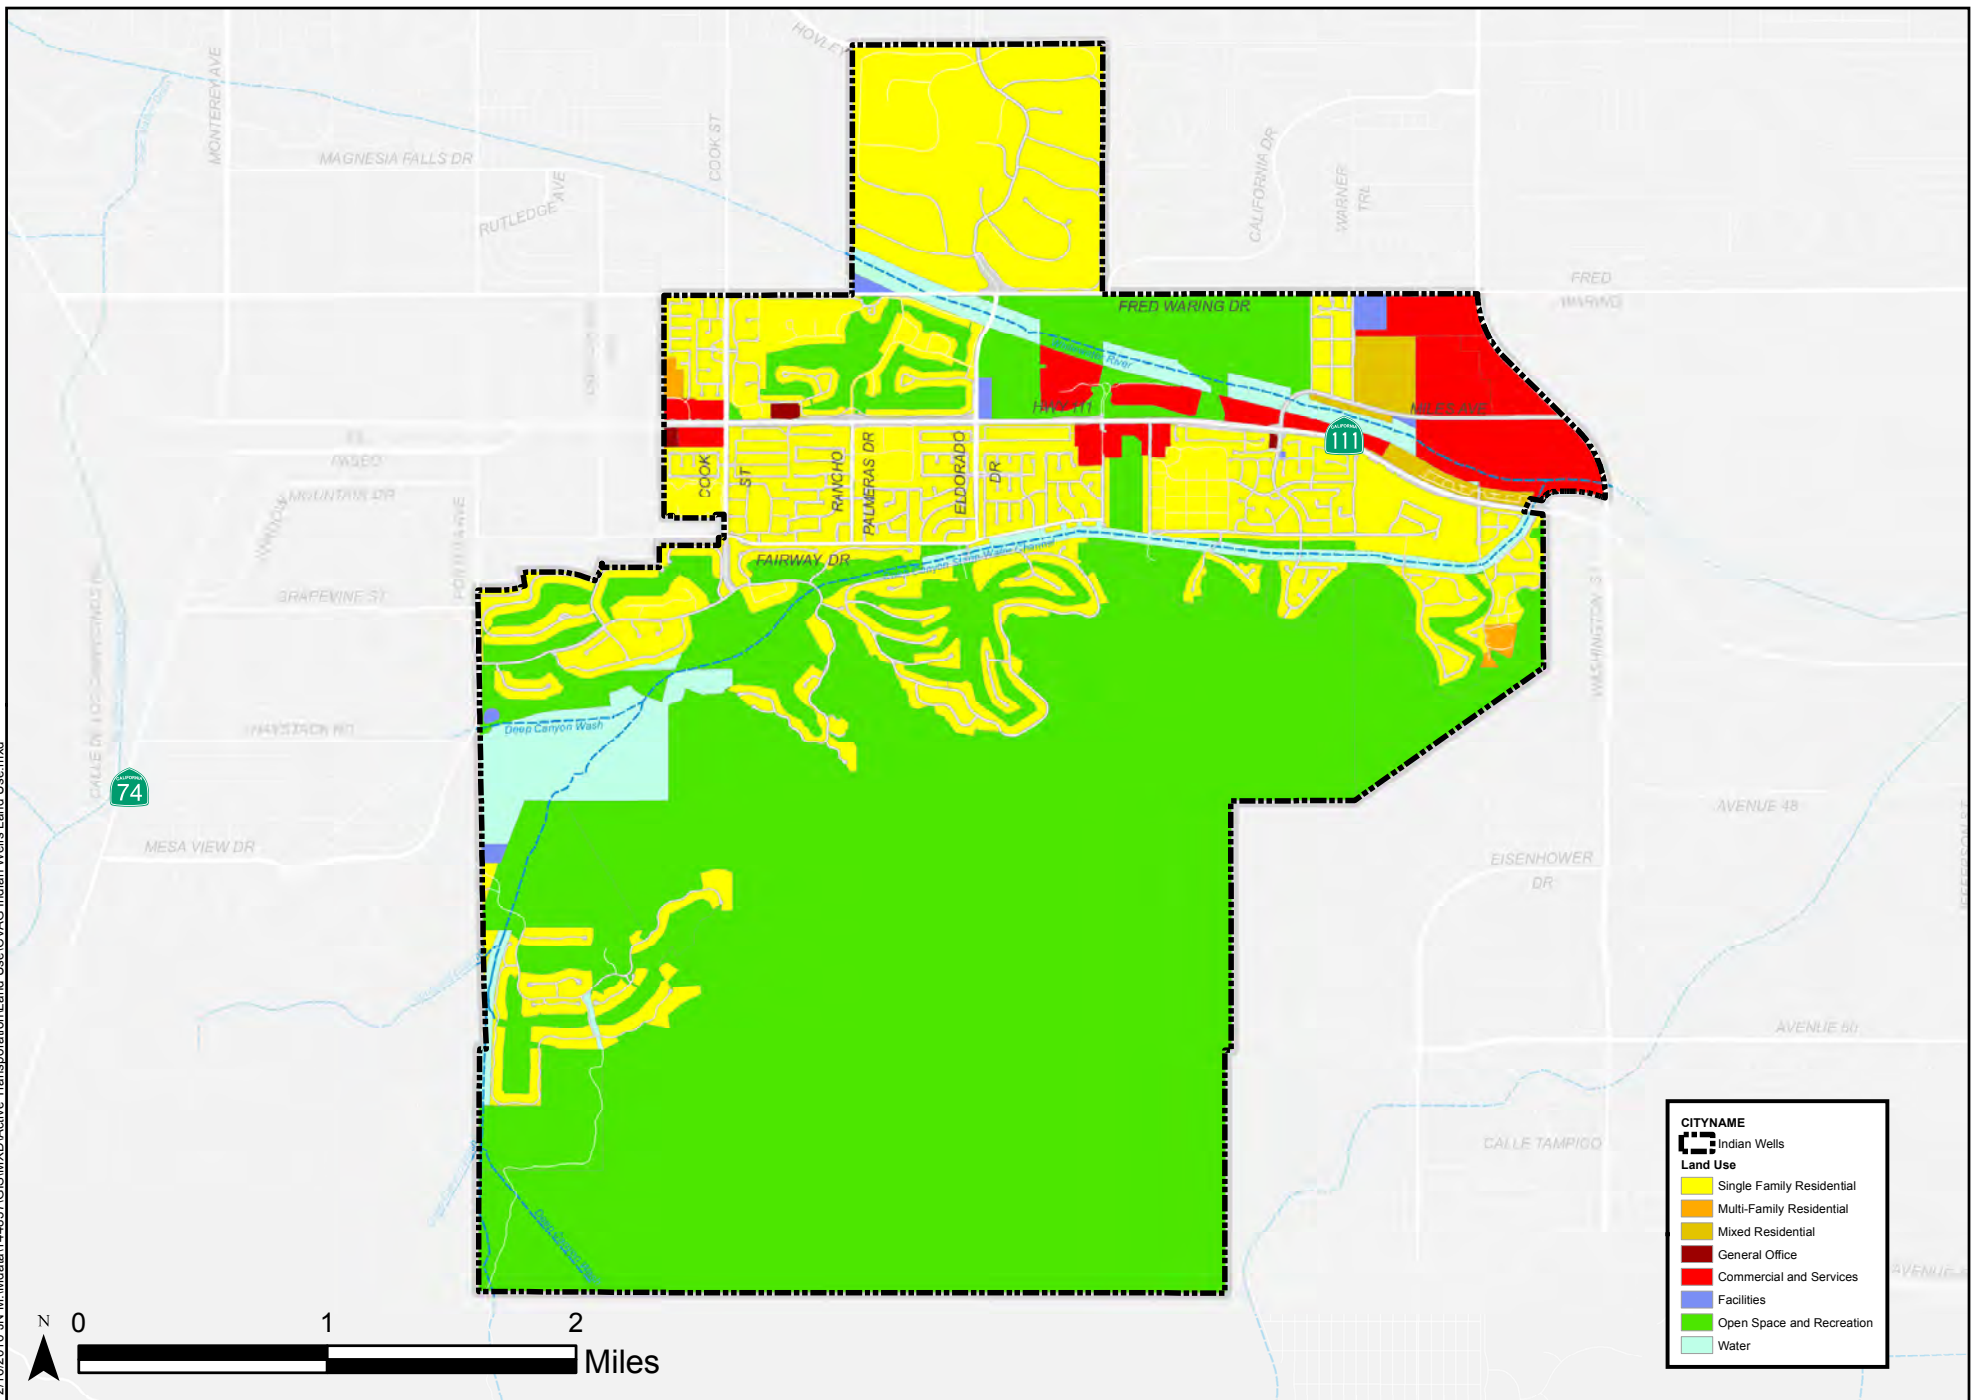 HOVLEY
MONTEREY AVE
COOK ST
MAGNESIA FALLS DR
RUTLEDGE AVE
CALIFORNIA DR
WARNER
TRL
FRED
WARING
FRED WARING DR
HWY 111
MILES AVE
CALIFORNIA
111
COOK
ST
RANCHO
PALMERAS DR
ELDORADO
DR
PASEO
MOUNTAIN DR
FAIRWAY DR
GRAPEVINE ST
WASHINGTON ST
Deep Canyon Wash
HAYSTACK RD
CALIFORNIA
74
MESA VIEW DR
AVENUE 48
EISENHOWER
DR
CALLE TAMPICO
N
0
1
2
Miles
CITYNAME
Indian Wells
Land Use
Single Family Residential
Multi-Family Residential
Mixed Residential
General Office
Commercial and Services
Facilities
Open Space and Recreation
Water